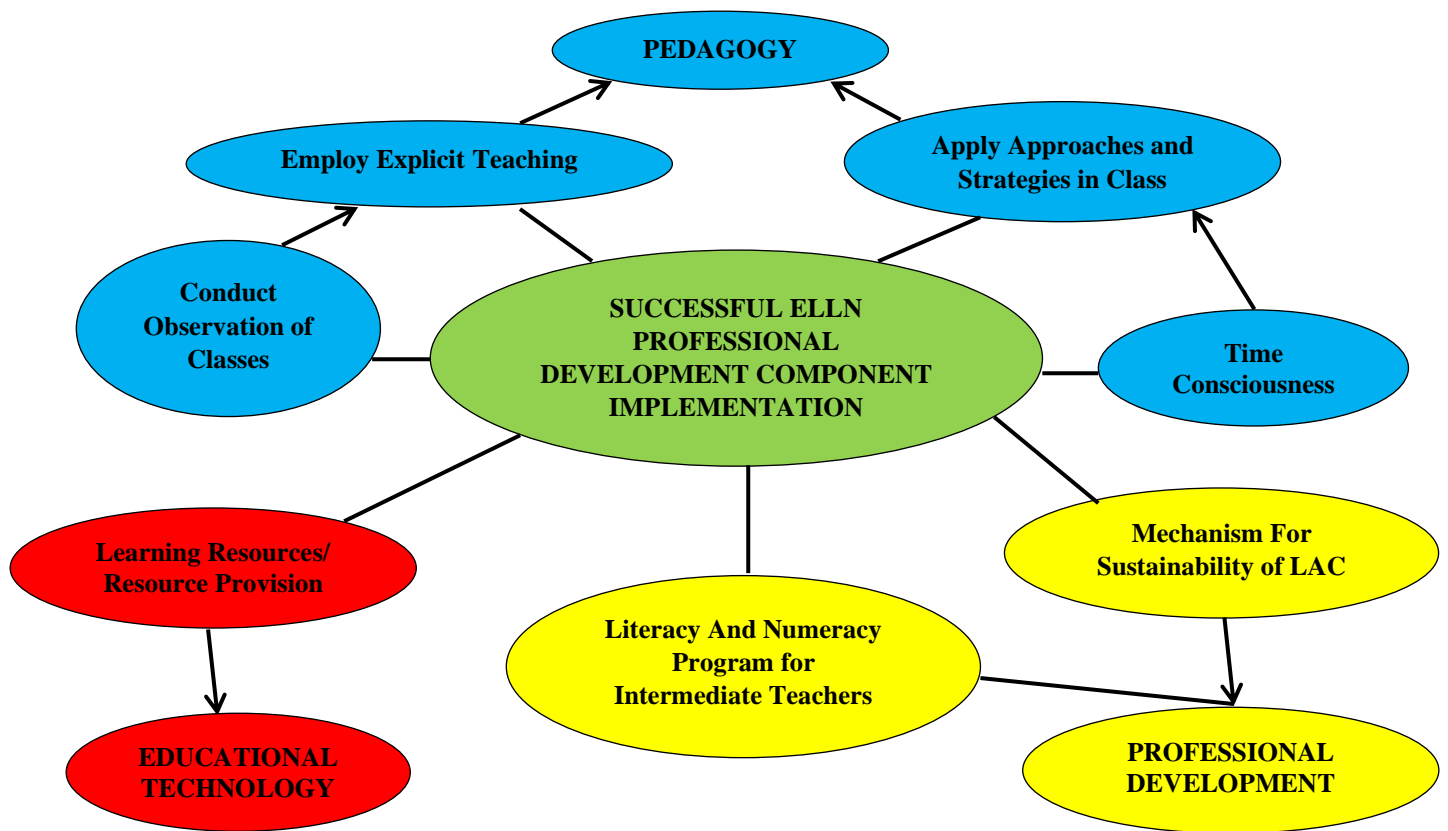 PEDAGOGY
Employ Explicit Teaching
Apply Approaches and
Strategies in Class
Conduct
Observation of
Classes
SUCCESSFUL ELLN
PROFESSIONAL
DEVELOPMENT COMPONENT
IMPLEMENTATION
Time
Consciousness
Learning Resources/
Resource Provision
Mechanism For
Sustainability of LAC
Literacy And Numeracy
Program for
Intermediate Teachers
EDUCATIONAL
TECHNOLOGY
PROFESSIONAL
DEVELOPMENT